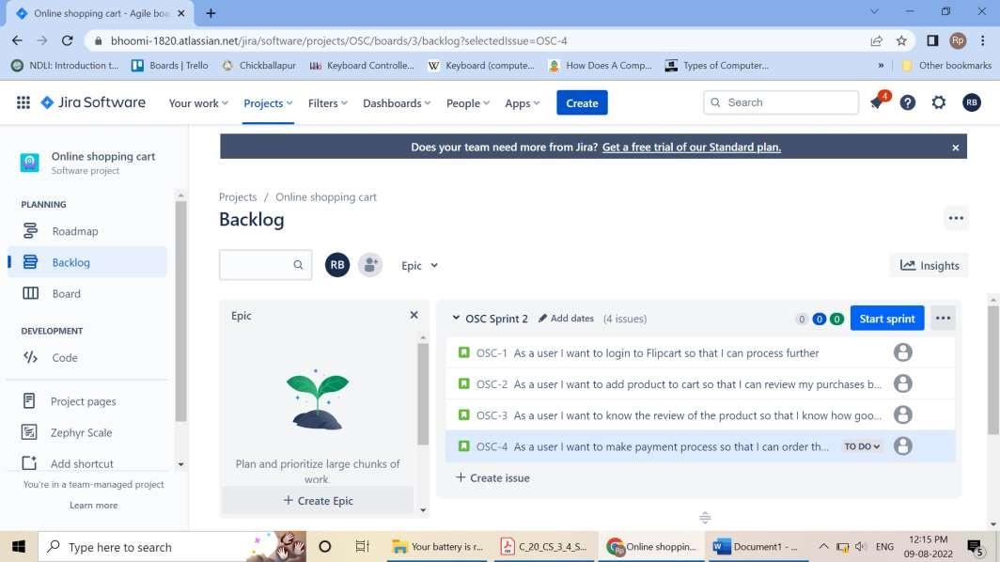 Online shopping cart - Agile boa
bhoomi-1820.atlassian.net/jira/software/projects/OSC/boards/3/backlog?selectedIssue=OSC-4
Rp
NDLI: Introduction t...
Boards | Trello
Chickballapur
Keyboard Controlle...
Keyboard (compute...
How Does A Comp...
Types of Computer...
»
Other bookmarks
Jira Software
Your work
Projects
Filters
Dashboards
People
Apps
Create
Search
4
RB
Online shopping cart
Software project
Does your team need more from Jira? Get a free trial of our Standard plan.
PLANNING
Roadmap
Backlog
Board
DEVELOPMENT
Code
Project pages
Zephyr Scale
Add shortcut
You're in a team-managed project
Learn more
Projects / Online shopping cart
Backlog
RB
Epic
Insights
Epic
Plan and prioritize large chunks of
work.
+ Create Epic
OSC Sprint 2 Add dates (4 issues)
0 0 0
Start sprint
OSC-1 As a user I want to login to Flipcart so that I can process further
OSC-2 As a user I want to add product to cart so that I can review my purchases b...
OSC-3 As a user I want to know the review of the product so that I know how goo...
OSC-4 As a user I want to make payment process so that I can order th... TO DO
+ Create issue
Type here to search
Your battery is r...
C_20_CS_3_4_S...
Online shoppin...
Document1 - ...
ENG
12:15 PM
09-08-2022
5